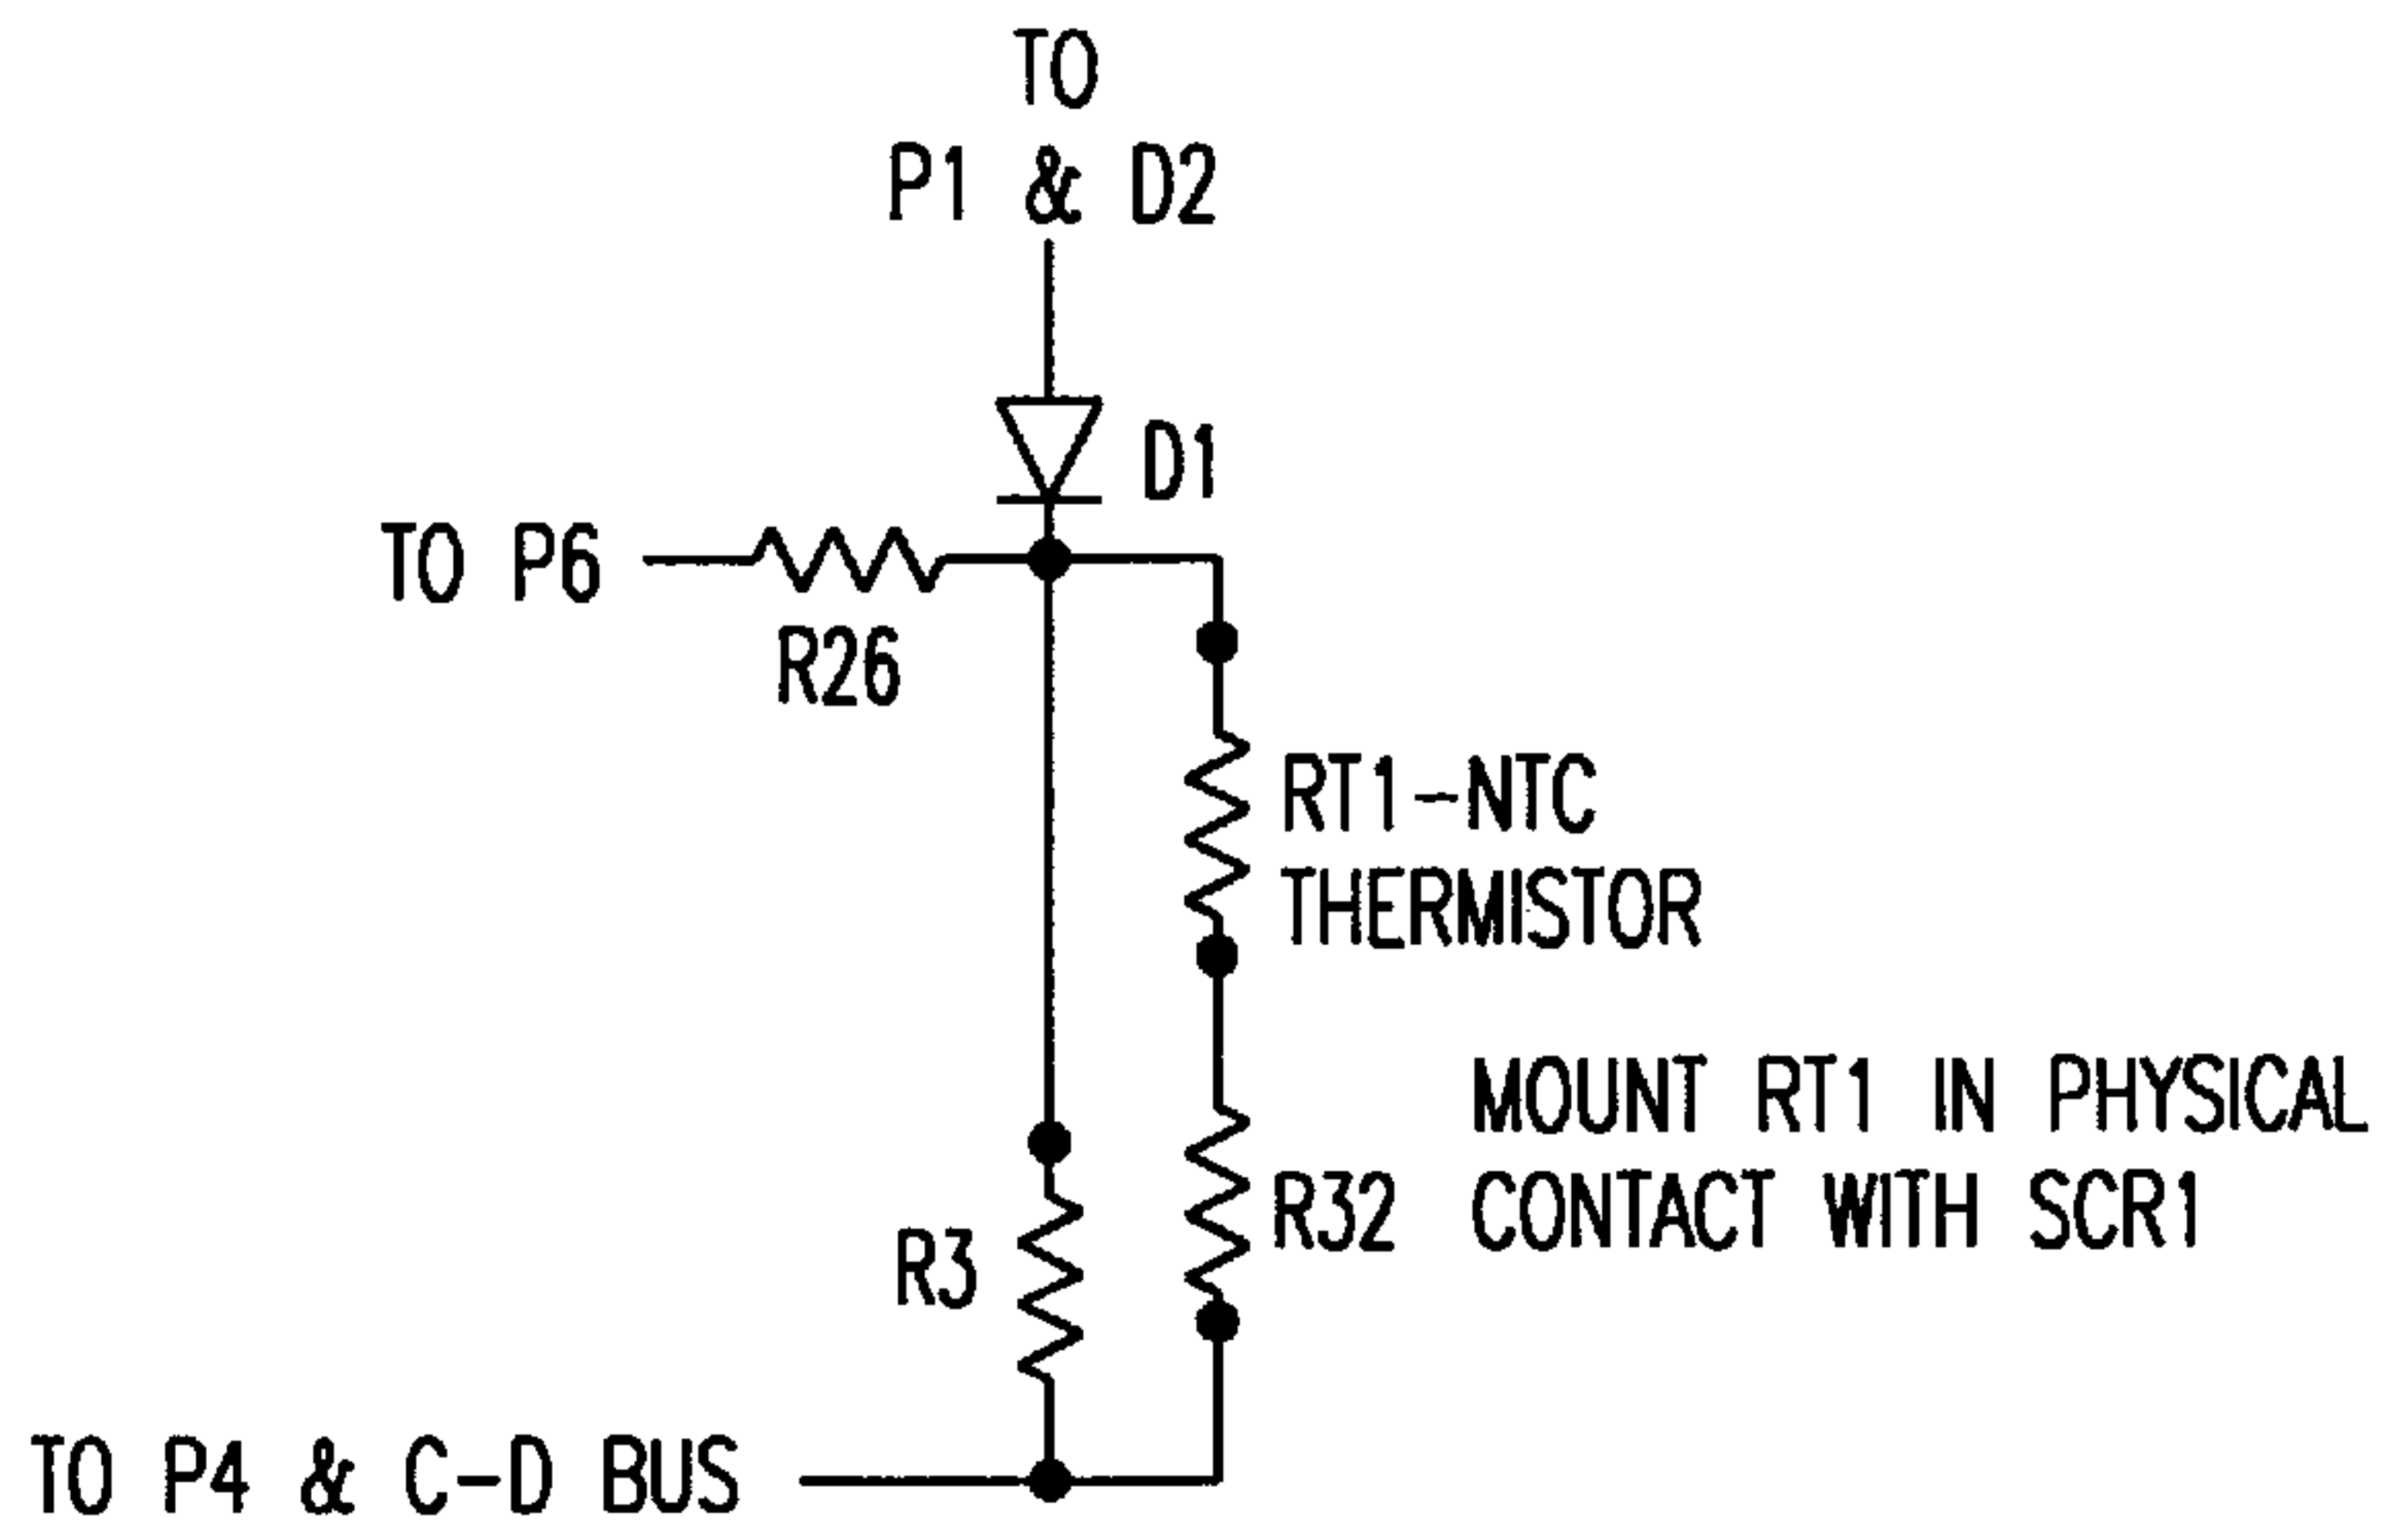 TO
P1 & D2
D1
TO P6
R26
RT1-NTC
THERMISTOR
MOUNT RT1 IN PHYSICAL
CONTACT WITH SCR1
R32
R3
TO P4 & C-D BUS